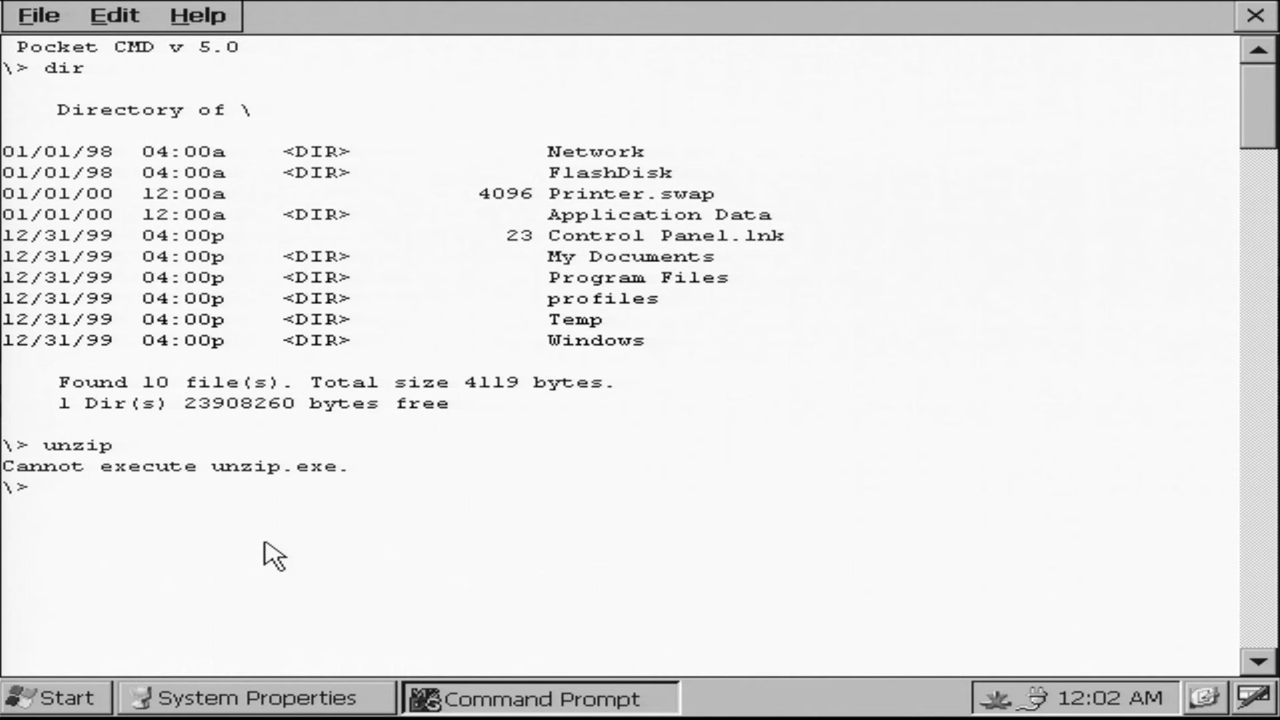 File Edit Help
Pocket CMD v 5.0
\> dir
Directory of \
01/01/98 04:00a <DIR> Network
01/01/98 04:00a <DIR> FlashDisk
01/01/00 12:00a 4096 Printer.swap
01/01/00 12:00a <DIR> Application Data
12/31/99 04:00p 23 Control Panel.lnk
12/31/99 04:00p <DIR> My Documents
12/31/99 04:00p <DIR> Program Files
12/31/99 04:00p <DIR> profiles
12/31/99 04:00p <DIR> Temp
12/31/99 04:00p <DIR> Windows
Found 10 file(s). Total size 4119 bytes.
1 Dir(s) 23908260 bytes free
\> unzip
Cannot execute unzip.exe.
\>
Start System Properties Command Prompt 12:02 AM